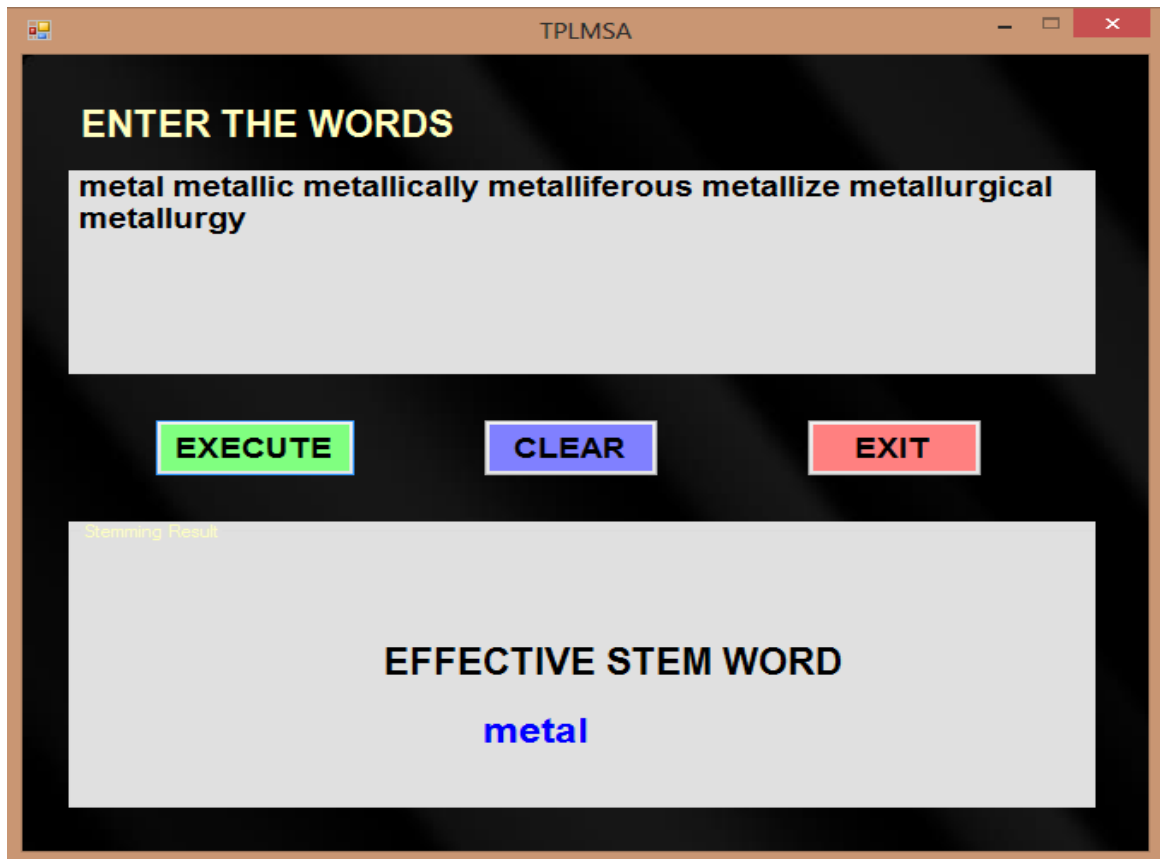 TPLMSA
ENTER THE WORDS
metal metallic metallically metalliferous metallize metallurgical
metallurgy
EXECUTE CLEAR EXIT
Stemming Result
EFFECTIVE STEM WORD
metal